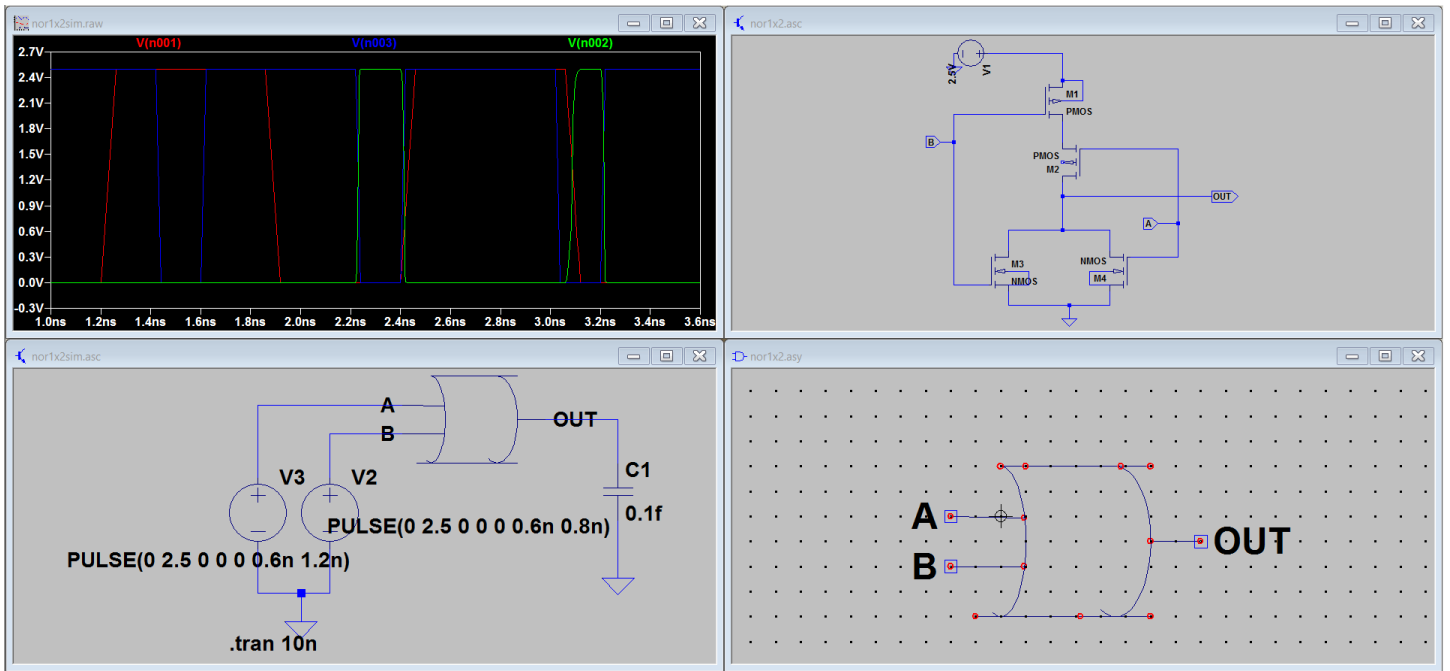 nor1x2sim.raw
V(n001) V(n003) V(n002)
2.7V
2.4V
2.1V
1.8V
1.5V
1.2V
0.9V
0.6V
0.3V
0.0V
-0.3V
1.0ns 1.2ns 1.4ns 1.6ns 1.8ns 2.0ns 2.2ns 2.4ns 2.6ns 2.8ns 3.0ns 3.2ns 3.4ns 3.6ns
nor1x2.asc
2.5V
V1
M1
PMOS
B
PMOS
M2
OUT
A
M3
NMOS
NMOS
M4
nor1x2sim.asc
A
B
OUT
V3
V2
C1
0.1f
PULSE(0 2.5 0 0 0 0.6n 0.8n)
PULSE(0 2.5 0 0 0 0.6n 1.2n)
.tran 10n
nor1x2.asy
A
B
OUT